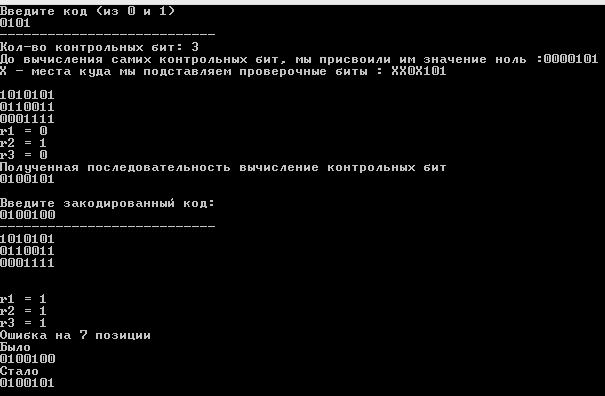 Введите код (из 0 и 1)
0101
---------------------------
Кол-во контрольных бит: 3
До вычисления самих контрольных бит, мы присвоили им значение ноль :0000101
X - места куда мы подставляем проверочные биты : XX0X101
1010101
0110011
0001111
r1 = 0
r2 = 1
r3 = 0
Полученная последовательность вычисление контрольных бит
0100101
Введите закодированный код:
0100100
---------------------------
1010101
0110011
0001111
r1 = 1
r2 = 1
r3 = 1
Ошибка на 7 позиции
Было
0100100
Стало
0100101